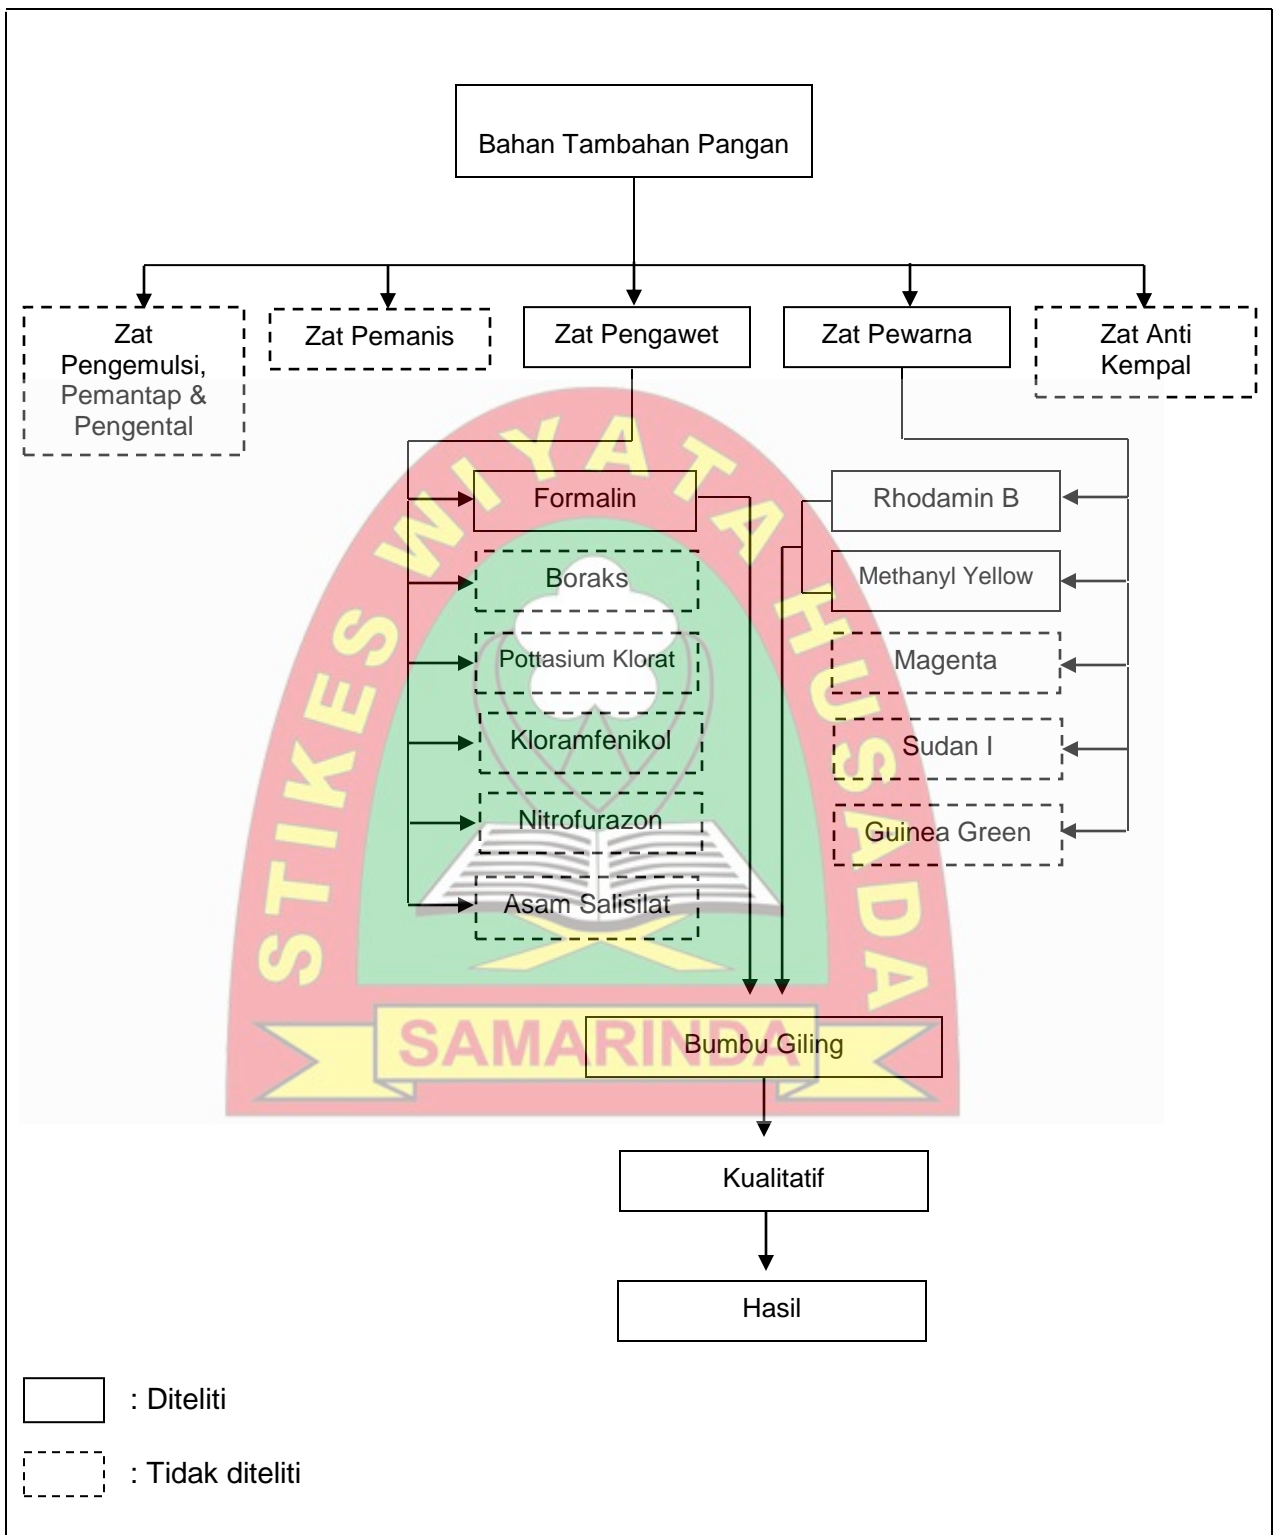 Bahan Tambahan Pangan
Zat
Pengemulsi,
Pemantap &
Pengental
Zat Pemanis
Zat Pengawet
Zat Pewarna
Zat Anti
Kempal
Formalin
Boraks
Pottasium Klorat
Kloramfenikol
Nitrofurazon
Asam Salisilat
Rhodamin B
Methanyl Yellow
Magenta
Sudan I
Guinea Green
STIKES WIYATA HUSADA
SAMARINDA
Bumbu Giling
Kualitatif
Hasil
: Diteliti
: Tidak diteliti